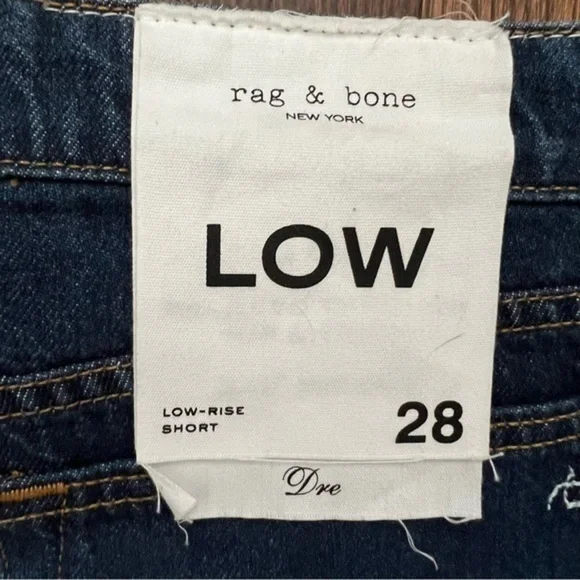 rag & bone
NEW YORK
LOW
LOW-RISE
SHORT
28
Dre